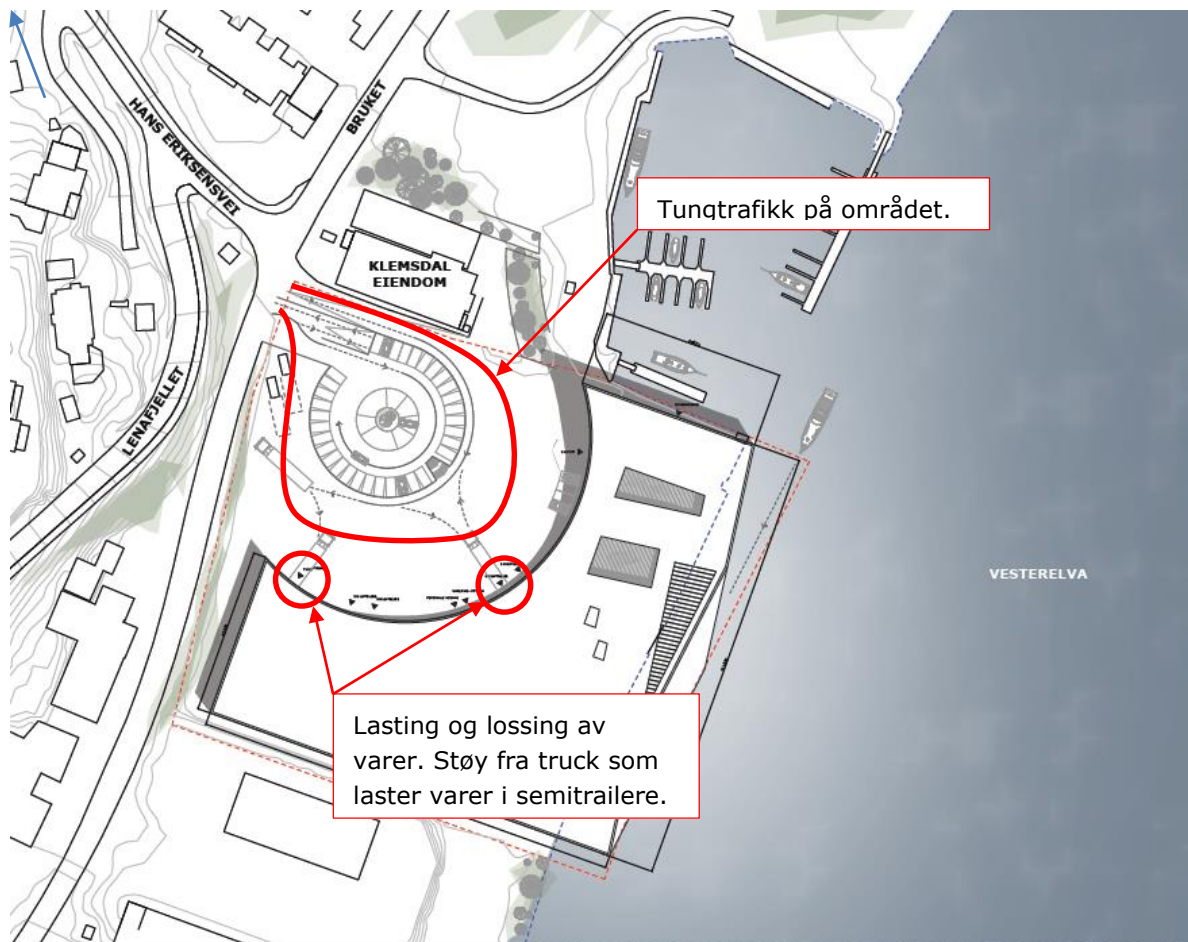 HANS ERIKSENSVEI
BRUKET
Tungtrafikk på området.
KLEMSDAL
EIENDOM
LENAFJELLET
VESTERELVA
Lasting og lossing av
varer. Støy fra truck som
laster varer i semitrailere.